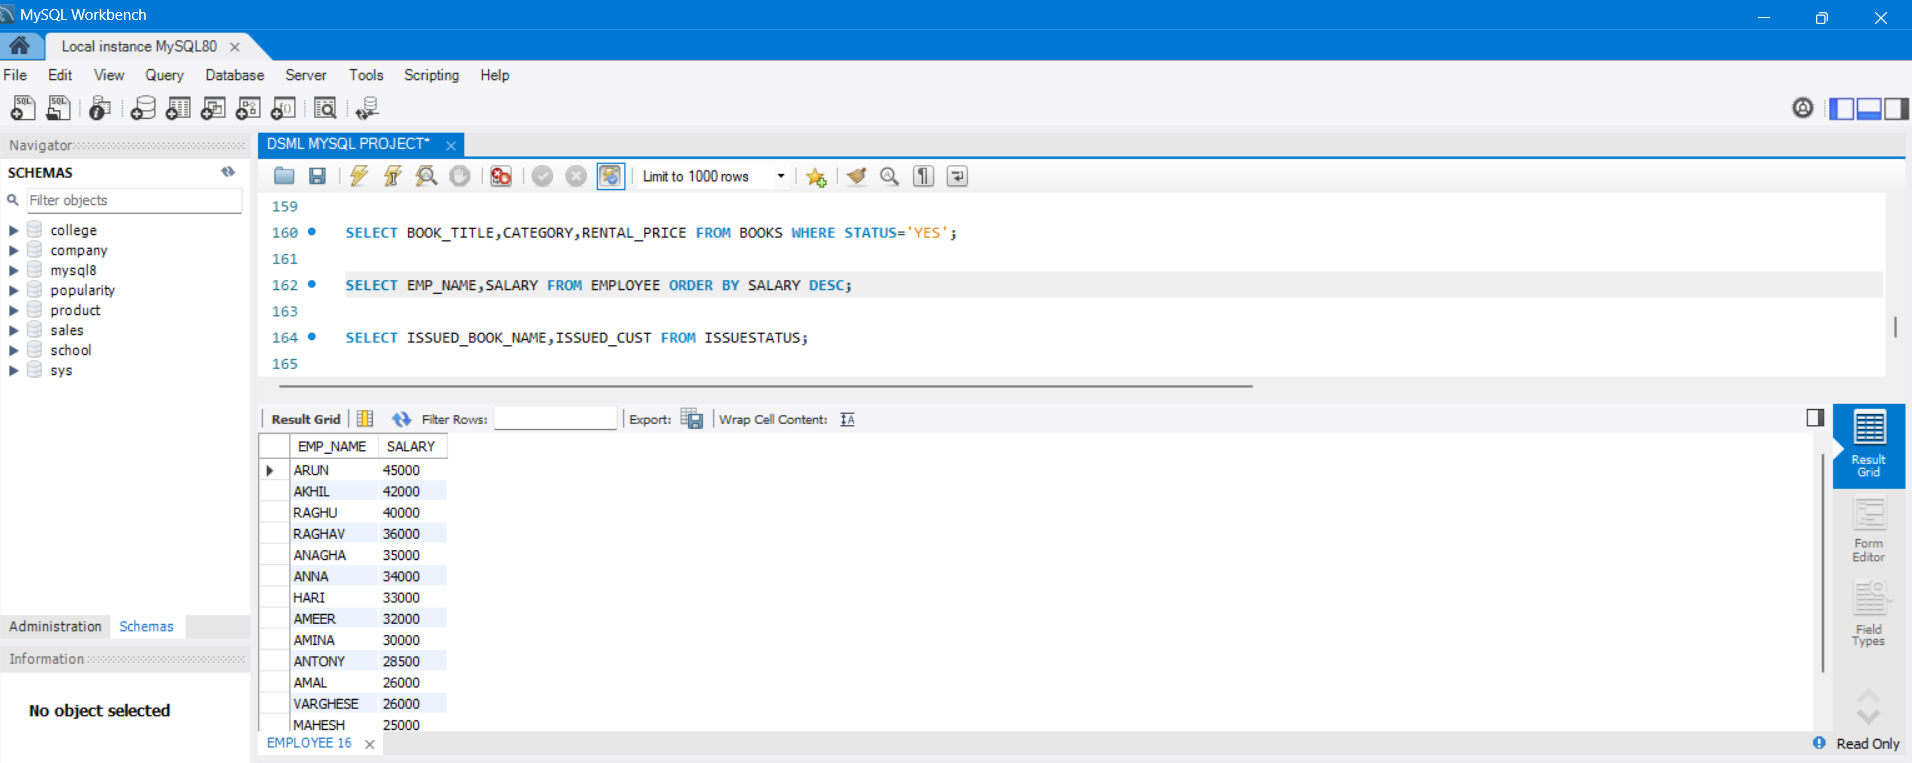 MySQL Workbench
Local instance MySQL80
File Edit View Query Database Server Tools Scripting Help
Navigator
SCHEMAS
Filter objects
college
company
mysql8
popularity
product
sales
school
sys
Administration Schemas
Information
No object selected
DSML MYSQL PROJECT*
Limit to 1000 rows
159
160 SELECT BOOK_TITLE,CATEGORY,RENTAL_PRICE FROM BOOKS WHERE STATUS='YES';
161
162 SELECT EMP_NAME,SALARY FROM EMPLOYEE ORDER BY SALARY DESC;
163
164 SELECT ISSUED_BOOK_NAME,ISSUED_CUST FROM ISSUESTATUS;
165
Result Grid Filter Rows: Export: Wrap Cell Content:
EMP_NAME SALARY
ARUN 45000
AKHIL 42000
RAGHU 40000
RAGHAV 36000
ANAGHA 35000
ANNA 34000
HARI 33000
AMEER 32000
AMINA 30000
ANTONY 28500
AMAL 26000
VARGHESE 26000
MAHESH 25000
EMPLOYEE 16
Result
Grid
Form
Editor
Field
Types
Read Only